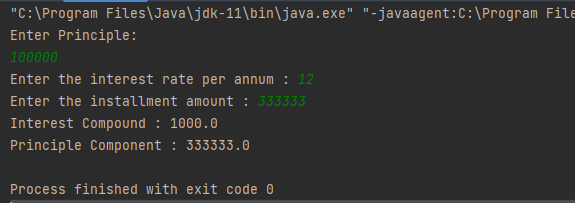 "C:\Program Files\Java\jdk-11\bin\java.exe" "-javaagent:C:\Program File
Enter Principle:
100000
Enter the interest rate per annum : 12
Enter the installment amount : 333333
Interest Compound : 1000.0
Principle Component : 333333.0
Process finished with exit code 0